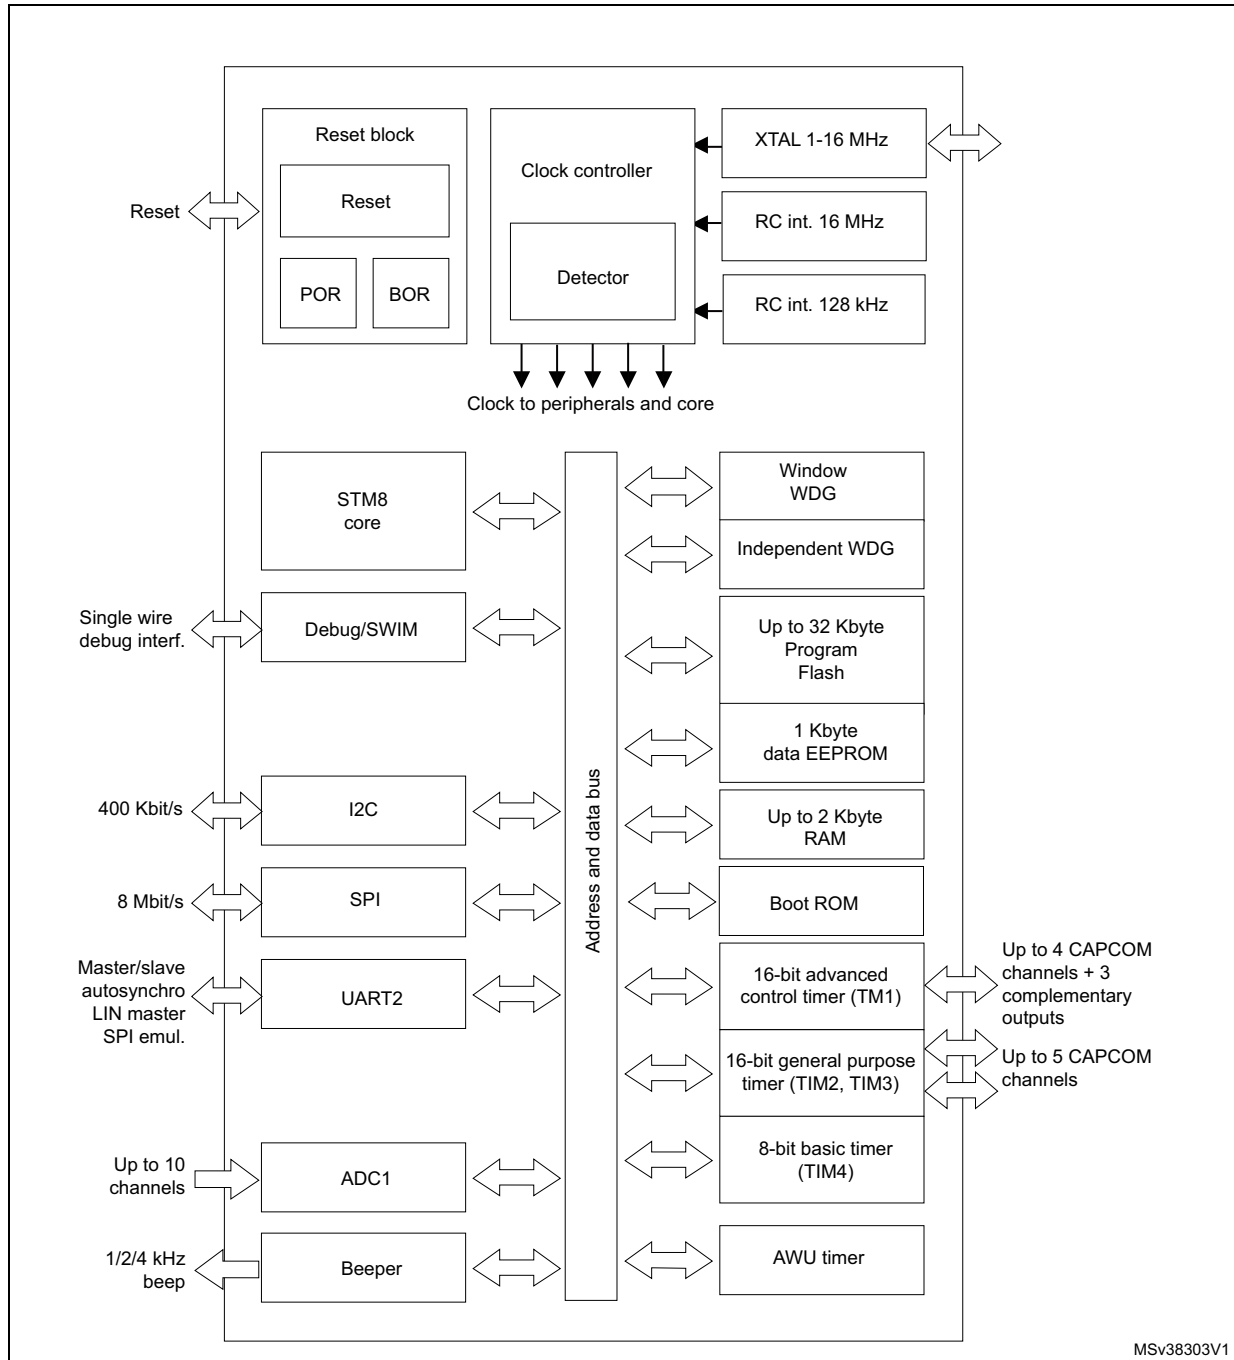 Reset block
Reset
POR
BOR
Reset
Clock controller
Detector
XTAL 1-16 MHz
RC int. 16 MHz
RC int. 128 kHz
Clock to peripherals and core
STM8
core
Single wire
debug interf.
Debug/SWIM
400 Kbit/s
I2C
8 Mbit/s
SPI
Master/slave
autosynchro
LIN master
SPI emul.
UART2
Up to 10
channels
ADC1
1/2/4 kHz
beep
Beeper
Address and data bus
Window
WDG
Independent WDG
Up to 32 Kbyte
Program
Flash
1 Kbyte
data EEPROM
Up to 2 Kbyte
RAM
Boot ROM
16-bit advanced
control timer (TM1)
Up to 4 CAPCOM
channels + 3
complementary
outputs
16-bit general purpose
timer (TIM2, TIM3)
Up to 5 CAPCOM
channels
8-bit basic timer
(TIM4)
AWU timer
MSv38303V1